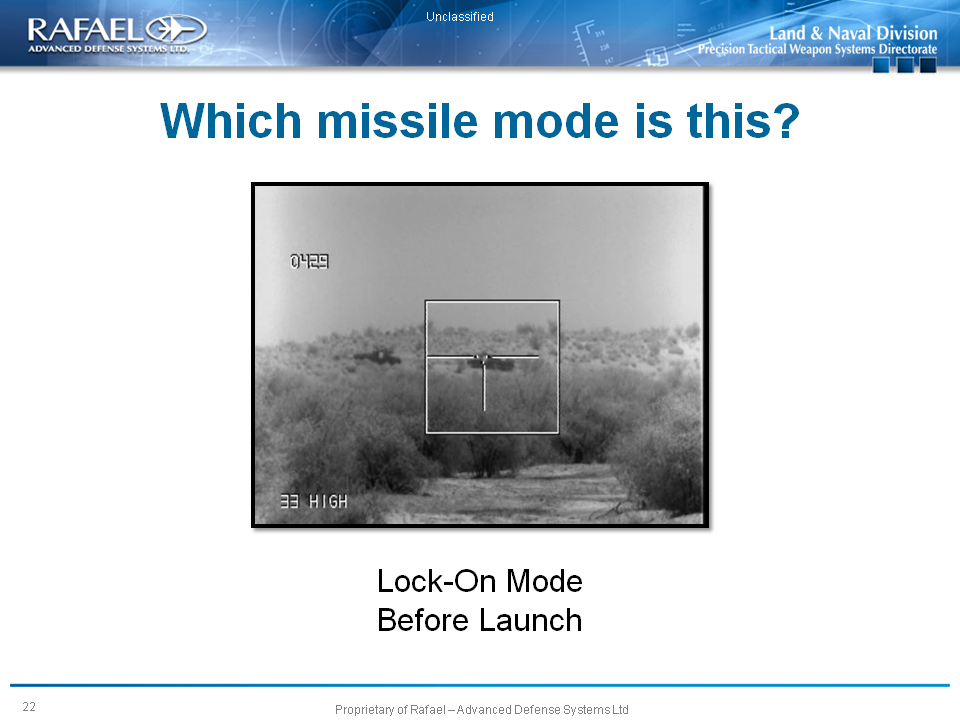 Unclassified
RAFAEL
ADVANCED DEFENSE SYSTEMS LTD.
Land & Naval Division
Precision Tactical Weapon Systems Directorate
Which missile mode is this?
0429
33 HIGH
Lock-On Mode
Before Launch
22
Proprietary of Rafael – Advanced Defense Systems Ltd